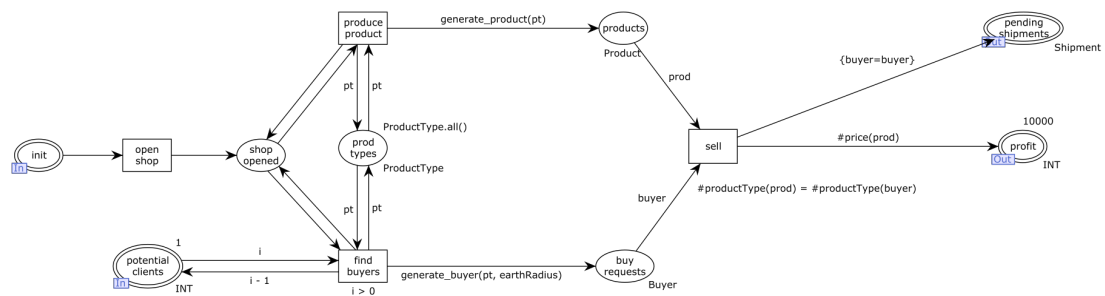 produce
product
generate_product(pt)
products
Product
pending
shipments
Out
Shipment
{buyer=buyer}
pt
pt
prod
ProductType.all()
prod
types
ProductType
init
In
open
shop
shop
opened
sell
#price(prod)
10000
profit
Out
INT
#productType(prod) = #productType(buyer)
pt
pt
buyer
1
potential
clients
In
INT
i
i - 1
find
buyers
i > 0
generate_buyer(pt, earthRadius)
buy
requests
Buyer